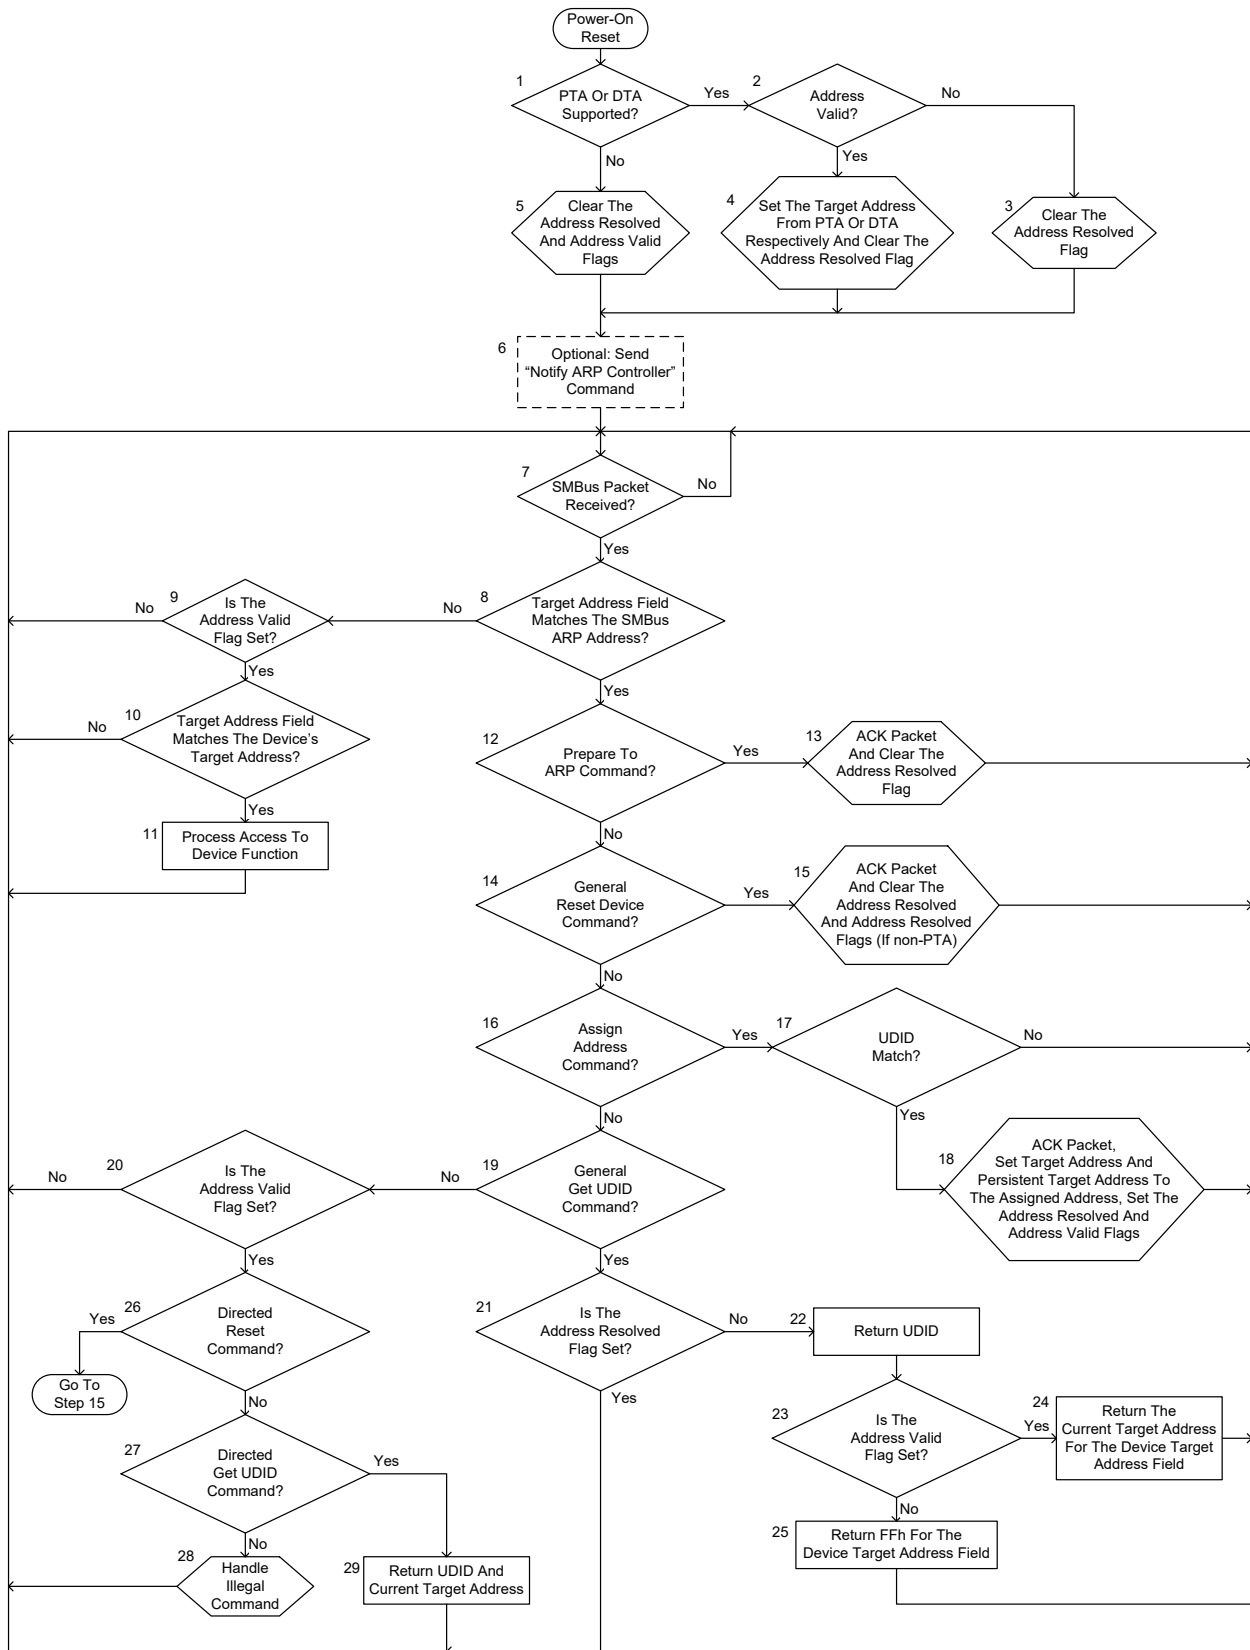 Power-On
Reset
1
PTA Or DTA
Supported?
Yes
2
Address
Valid?
No
No
Yes
5
Clear The
Address Resolved
And Address Valid
Flags
4
Set The Target Address
From PTA Or DTA
Respectively And Clear The
Address Resolved Flag
3
Clear The
Address Resolved
Flag
6
Optional: Send
“Notify ARP Controller”
Command
7
SMBus Packet
Received?
No
Yes
8
Target Address Field
Matches The SMBus
ARP Address?
No
Yes
9
Is The
Address Valid
Flag Set?
No
Yes
10
Target Address Field
Matches The Device’s
Target Address?
No
Yes
11
Process Access To
Device Function
12
Prepare To
ARP Command?
Yes
No
13
ACK Packet
And Clear The
Address Resolved
Flag
14
General
Reset Device
Command?
Yes
No
15
ACK Packet
And Clear The
Address Resolved
And Address Resolved
Flags (If non-PTA)
16
Assign
Address
Command?
Yes
No
17
UDID
Match?
No
Yes
18
ACK Packet,
Set Target Address And
Persistent Target Address To
The Assigned Address, Set The
Address Resolved And
Address Valid Flags
19
General
Get UDID
Command?
No
Yes
20
Is The
Address Valid
Flag Set?
No
Yes
21
Is The
Address Resolved
Flag Set?
No
Yes
22
Return UDID
23
Is The
Address Valid
Flag Set?
Yes
No
24
Return The
Current Target Address
For The Device Target
Address Field
25
Return FFh For The
Device Target Address Field
26
Directed
Reset
Command?
Yes
No
Go To
Step 15
27
Directed
Get UDID
Command?
Yes
No
28
Handle
Illegal
Command
29
Return UDID And
Current Target Address